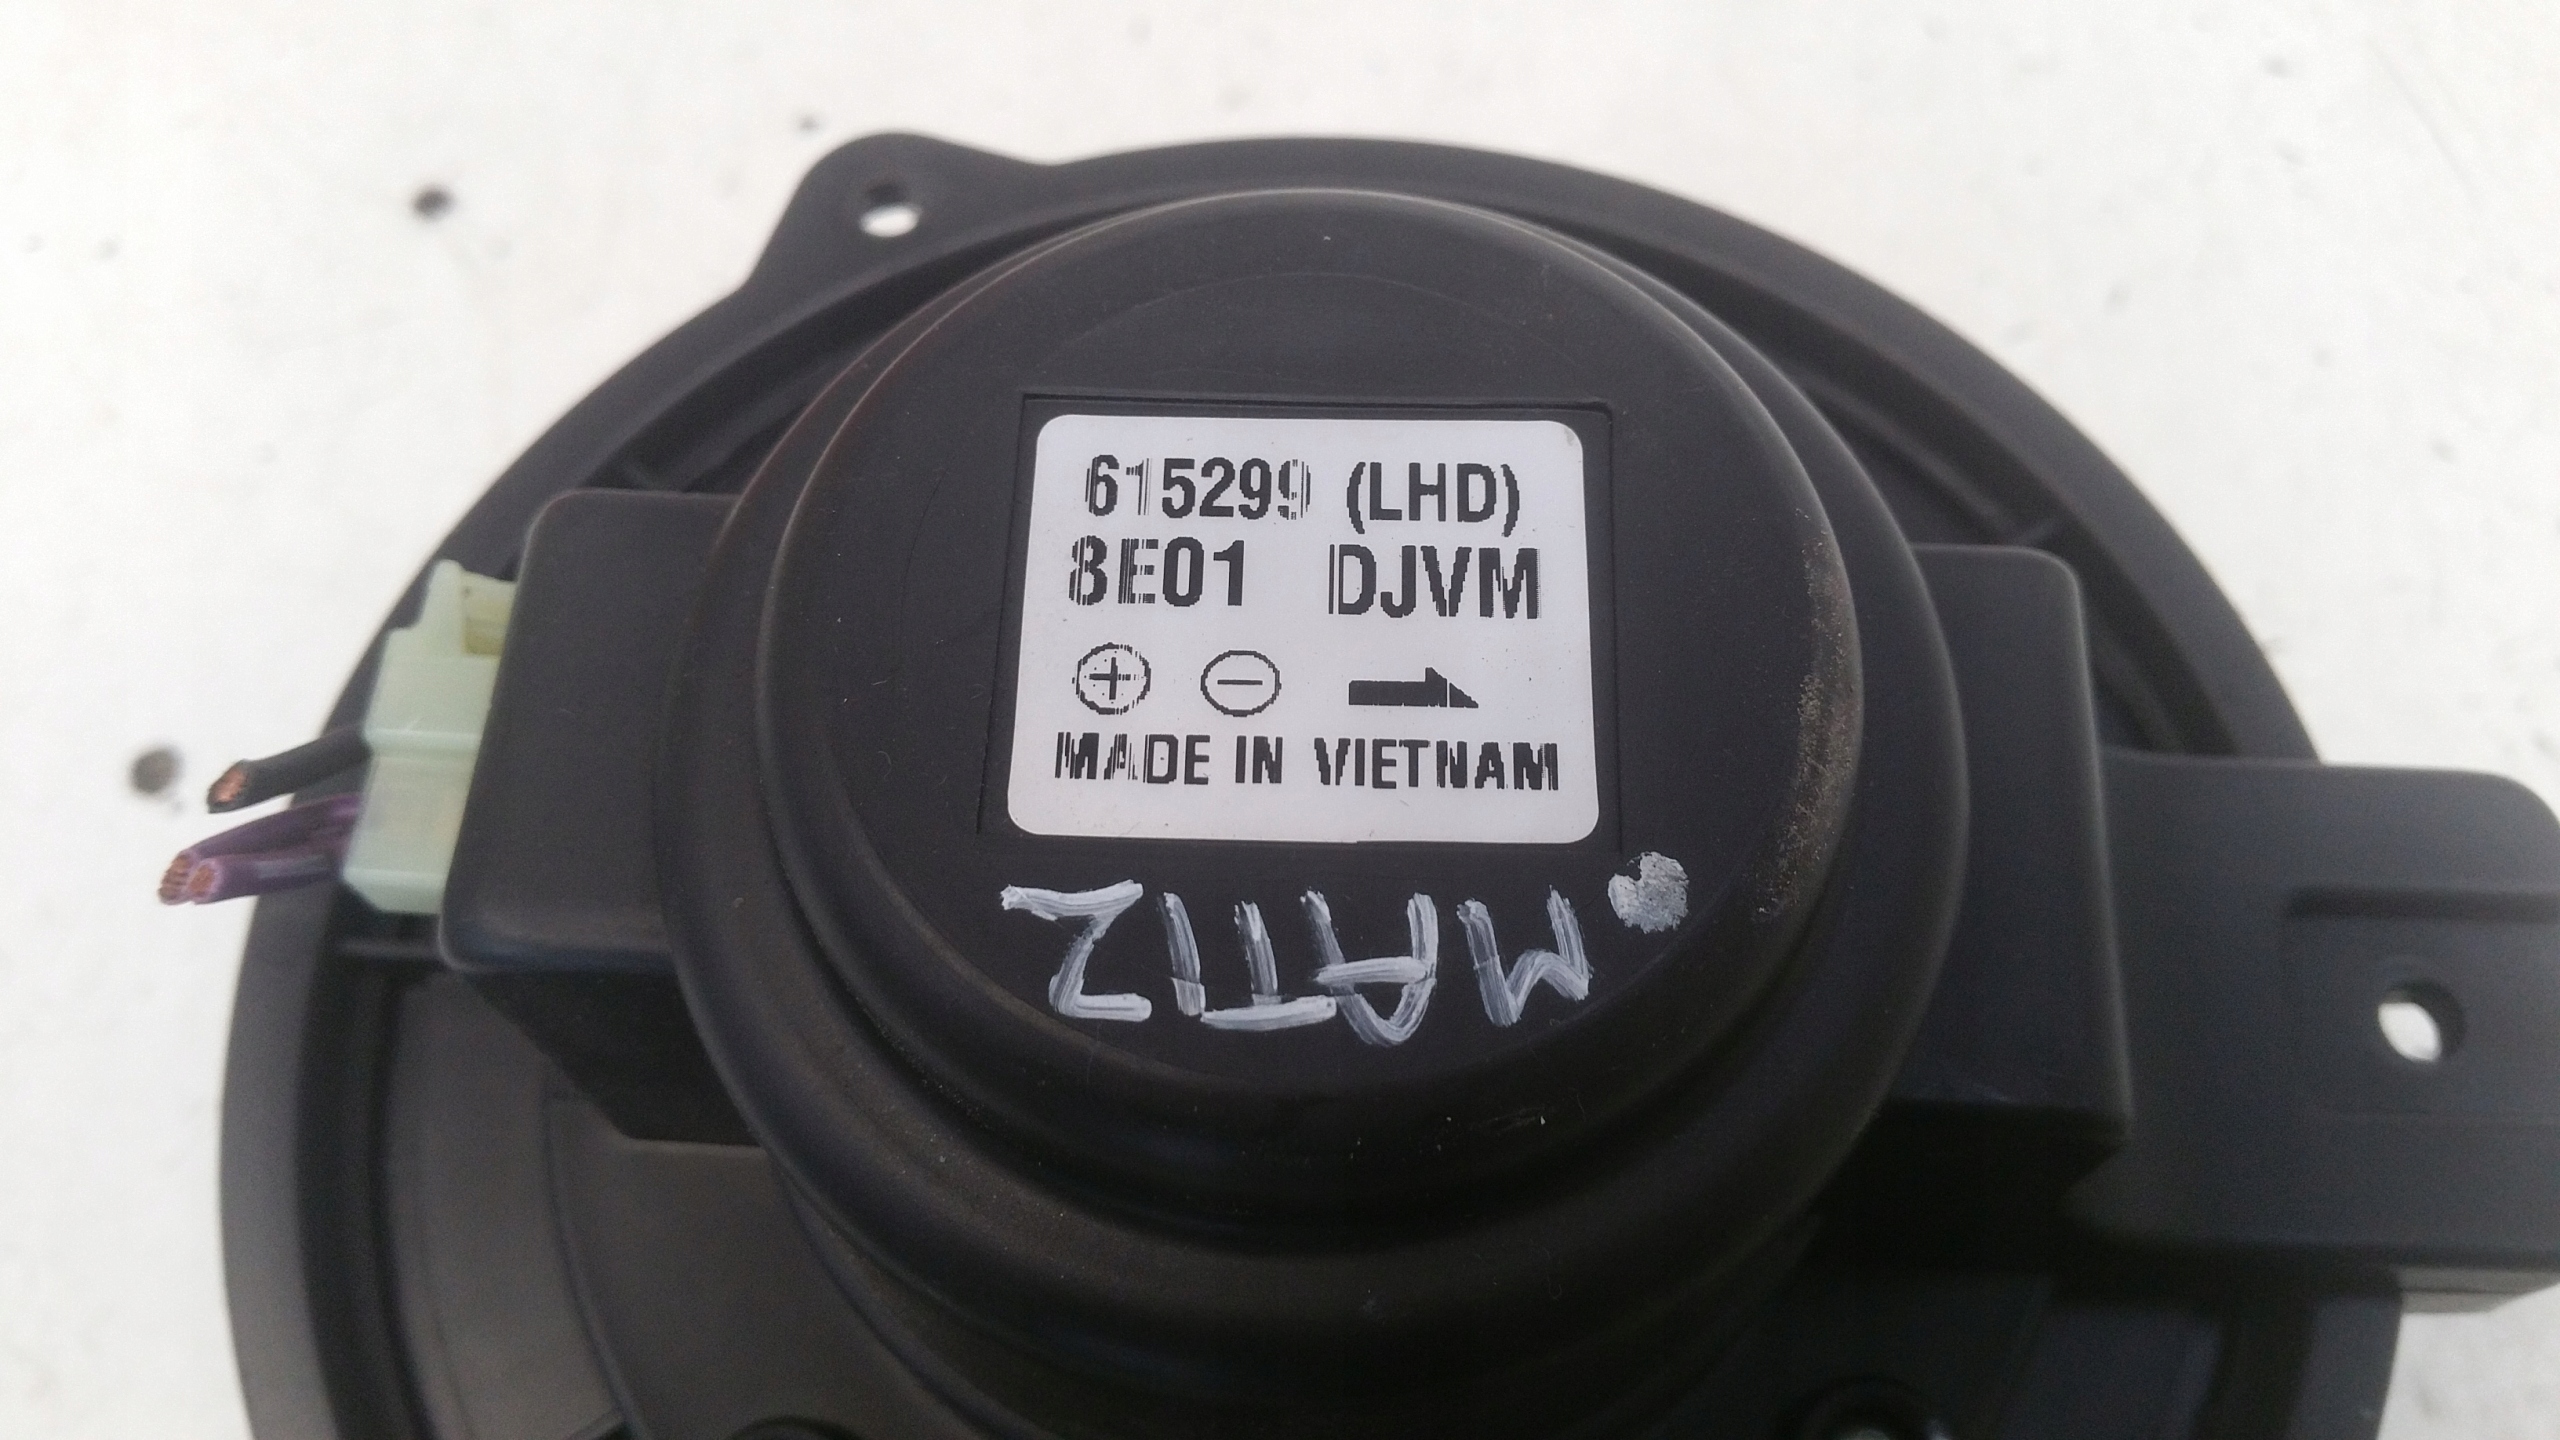 615299 (LHD)
8E01 DJVM
⊕ ⊖ →
MADE IN VIETNAM
MATIZ